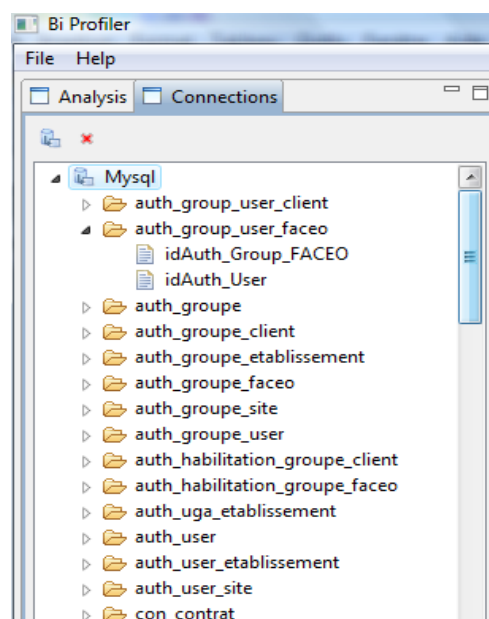 Bi Profiler
File Help
Analysis Connections
Mysql
auth_group_user_client
auth_group_user_faceo
idAuth_Group_FACEO
idAuth_User
auth_groupe
auth_groupe_client
auth_groupe_etablissement
auth_groupe_faceo
auth_groupe_site
auth_groupe_user
auth_habilitation_groupe_client
auth_habilitation_groupe_faceo
auth_uga_etablissement
auth_user
auth_user_etablissement
auth_user_site
con_contrat